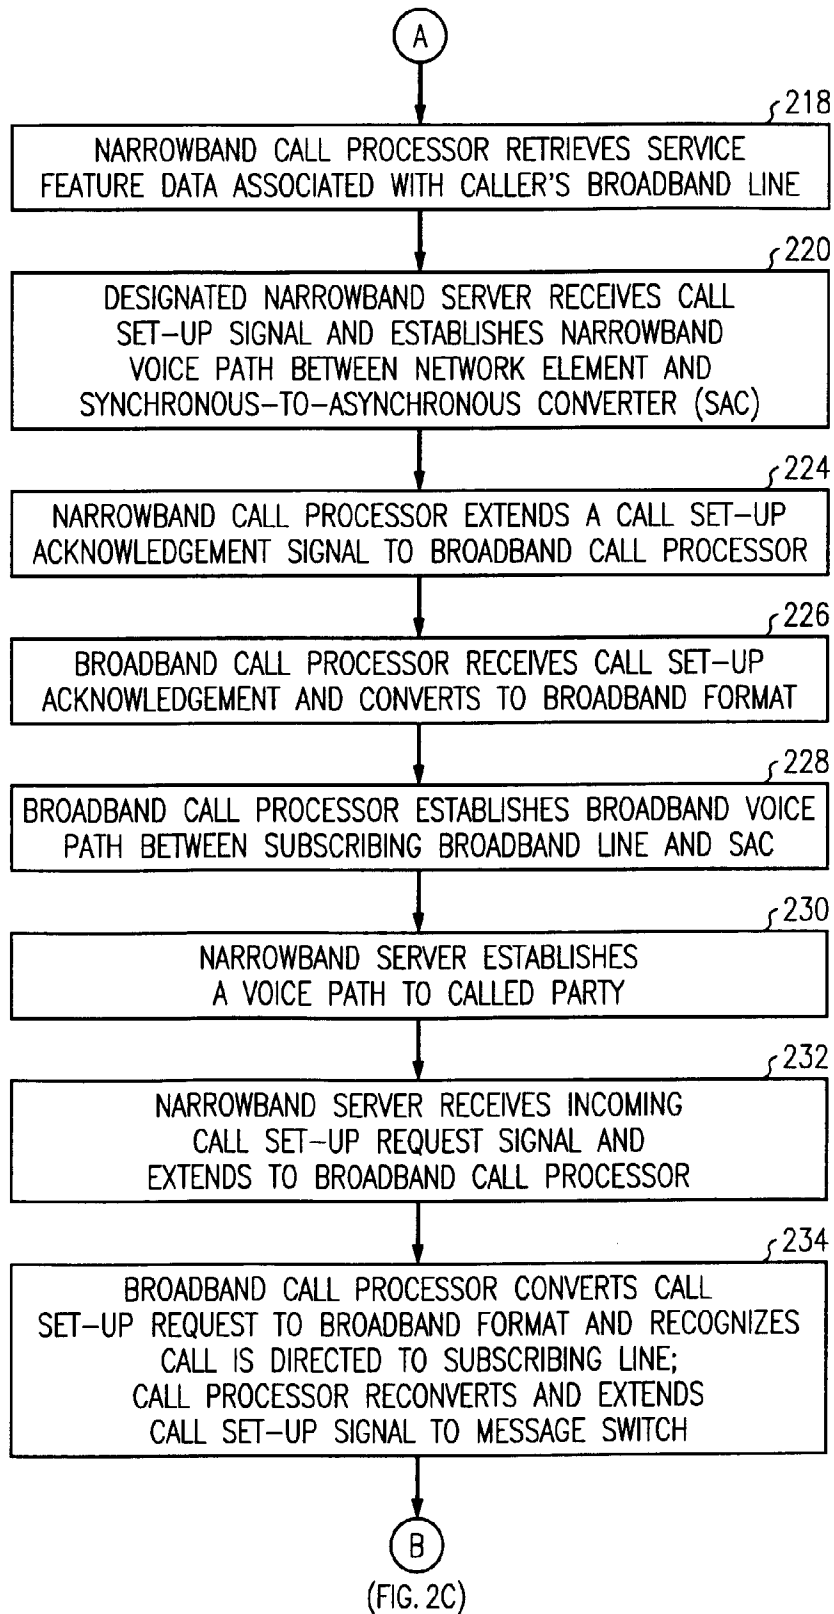 A
218
NARROWBAND CALL PROCESSOR RETRIEVES SERVICE
FEATURE DATA ASSOCIATED WITH CALLER'S BROADBAND LINE
220
DESIGNATED NARROWBAND SERVER RECEIVES CALL
SET-UP SIGNAL AND ESTABLISHES NARROWBAND
VOICE PATH BETWEEN NETWORK ELEMENT AND
SYNCHRONOUS-TO-ASYNCHRONOUS CONVERTER (SAC)
224
NARROWBAND CALL PROCESSOR EXTENDS A CALL SET-UP
ACKNOWLEDGEMENT SIGNAL TO BROADBAND CALL PROCESSOR
226
BROADBAND CALL PROCESSOR RECEIVES CALL SET-UP
ACKNOWLEDGEMENT AND CONVERTS TO BROADBAND FORMAT
228
BROADBAND CALL PROCESSOR ESTABLISHES BROADBAND VOICE
PATH BETWEEN SUBSCRIBING BROADBAND LINE AND SAC
230
NARROWBAND SERVER ESTABLISHES
A VOICE PATH TO CALLED PARTY
232
NARROWBAND SERVER RECEIVES INCOMING
CALL SET-UP REQUEST SIGNAL AND
EXTENDS TO BROADBAND CALL PROCESSOR
234
BROADBAND CALL PROCESSOR CONVERTS CALL
SET-UP REQUEST TO BROADBAND FORMAT AND RECOGNIZES
CALL IS DIRECTED TO SUBSCRIBING LINE;
CALL PROCESSOR RECONVERTS AND EXTENDS
CALL SET-UP SIGNAL TO MESSAGE SWITCH
B
(FIG. 2C)